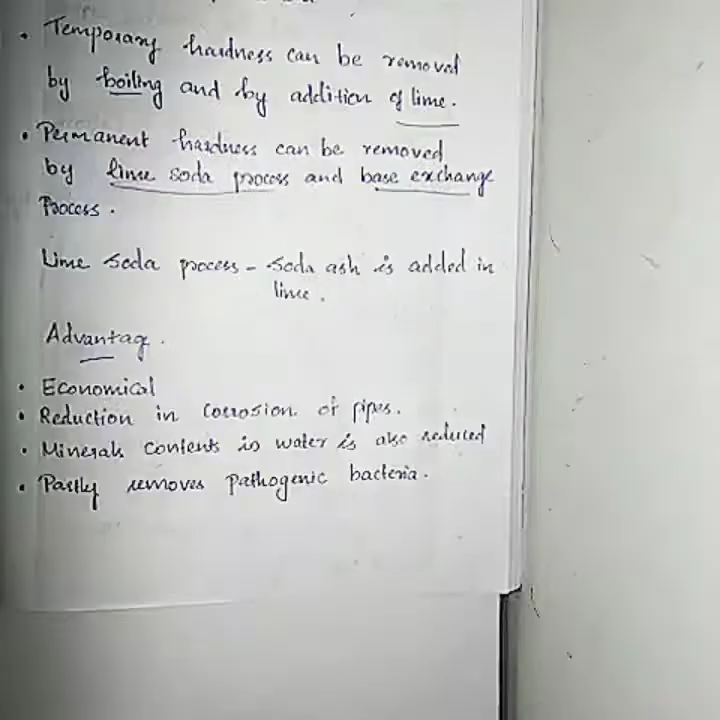 • Temporary hardness can be removed
by boiling and by addition of lime.
• Permanent hardness can be removed
by lime soda process and base exchange
Process.
Lime soda process - soda ash is added in
lime.
Advantage.
• Economical
• Reduction in corrosion of pipes.
• Minerals contents in water is also reduced
• Partly removes pathogenic bacteria.